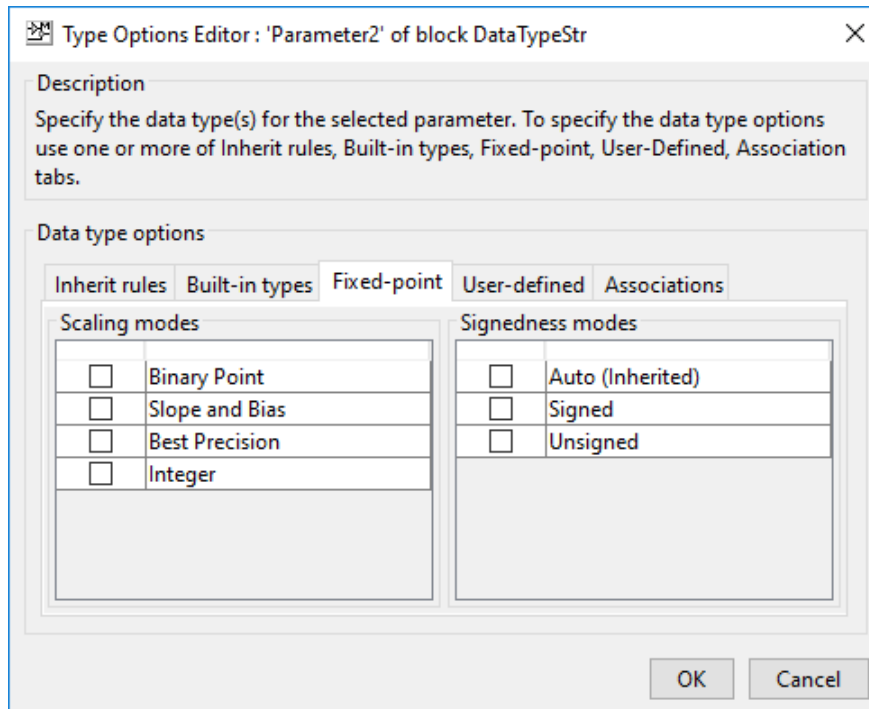 Type Options Editor : 'Parameter2' of block DataTypeStr
Description
Specify the data type(s) for the selected parameter. To specify the data type options
use one or more of Inherit rules, Built-in types, Fixed-point, User-Defined, Association
tabs.
Data type options
Inherit rules Built-in types Fixed-point User-defined Associations
Scaling modes
Binary Point
Slope and Bias
Best Precision
Integer
Signedness modes
Auto (Inherited)
Signed
Unsigned
OK Cancel